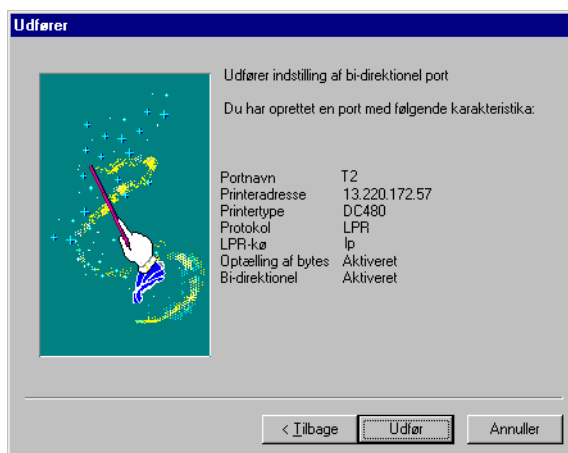 Udfører
Udfører indstilling af bi-direktionel port
Du har oprettet en port med følgende karakteristika:
Portnavn T2
Printeradresse 13.220.172.57
Printertype DC480
Protokol LPR
LPR-kø lp
Optælling af bytes Aktiveret
Bi-direktionel Aktiveret
< Tilbage Udfør Annuller